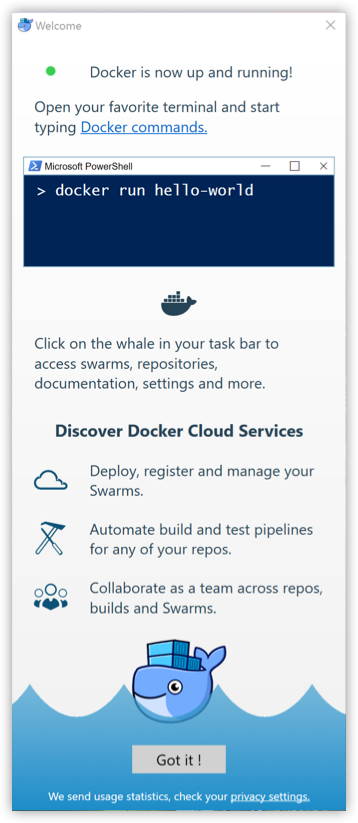 Welcome
Docker is now up and running!
Open your favorite terminal and start
typing Docker commands.
Microsoft PowerShell
> docker run hello-world
Click on the whale in your task bar to
access swarms, repositories,
documentation, settings and more.
Discover Docker Cloud Services
Deploy, register and manage your
Swarms.
Automate build and test pipelines
for any of your repos.
Collaborate as a team across repos,
builds and Swarms.
Got it !
We send usage statistics, check your privacy settings.